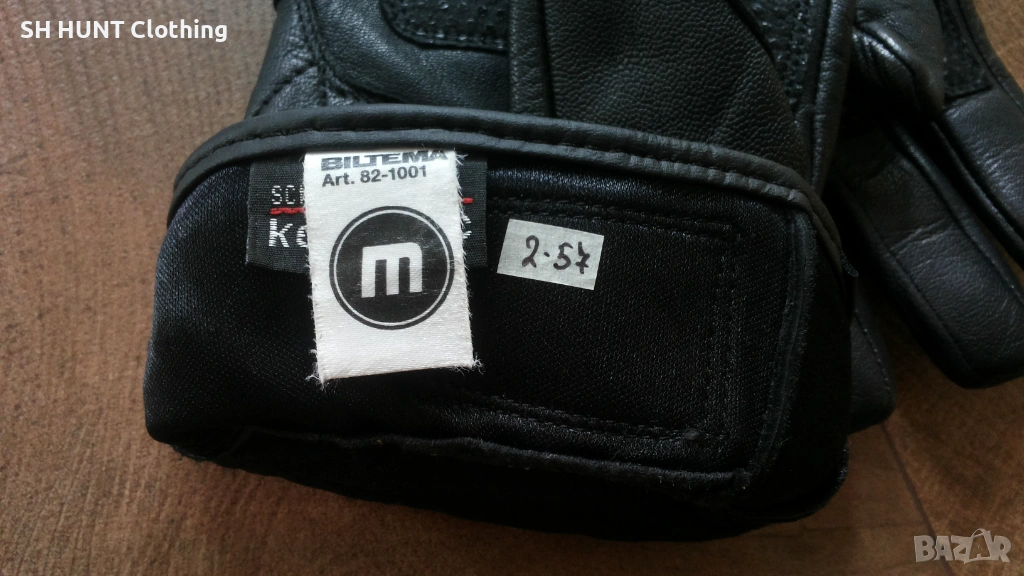 SH HUNT Clothing
BILTEMA
Art. 82-1001
m
2.57
BAZAR